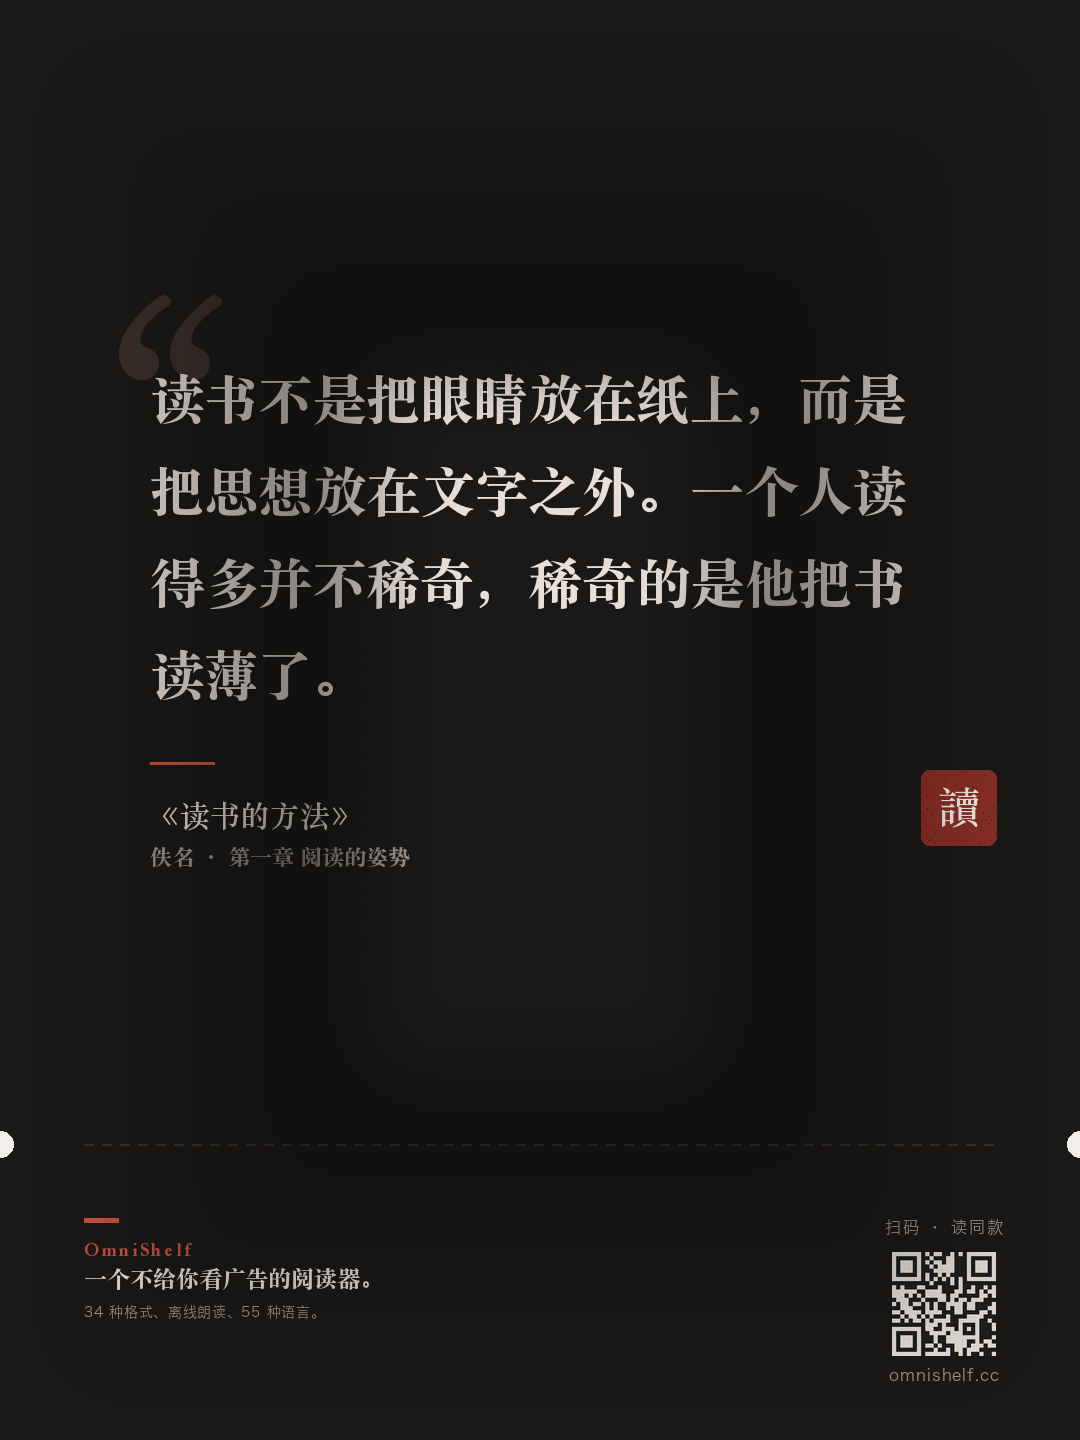 “
读书不是把眼睛放在纸上，而是
把思想放在文字之外。一个人读
得多并不稀奇，稀奇的是他把书
读薄了。
《读书的方法》
佚名 · 第一章 阅读的姿势
讀
OmniShelf
一个不给你看广告的阅读器。
34 种格式、离线朗读、55 种语言。
扫码 · 读同款
omnishelf.cc